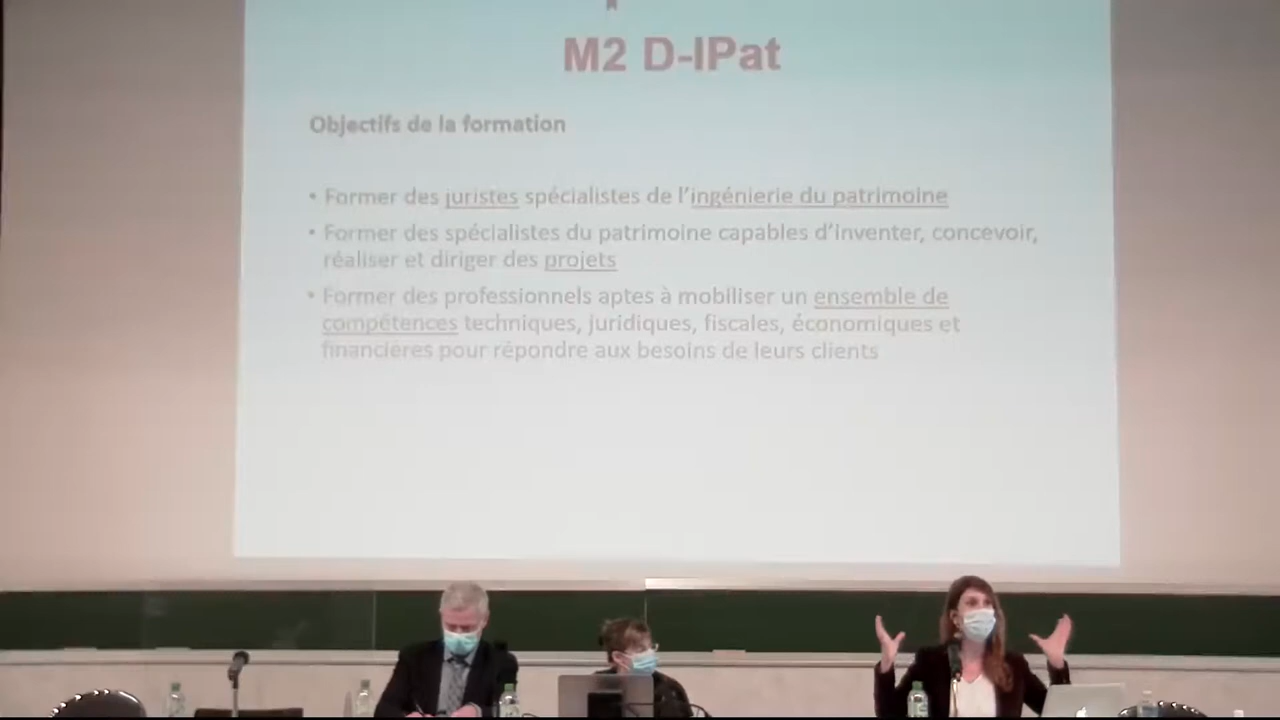 M2 D-IPat
Objectifs de la formation
• Former des juristes spécialistes de l'ingénierie du patrimoine
• Former des spécialistes du patrimoine capables d'inventer, concevoir,
réaliser et diriger des projets
• Former des professionnels aptes à mobiliser un ensemble de
compétences techniques, juridiques, fiscales, économiques et
financières pour répondre aux besoins de leurs clients